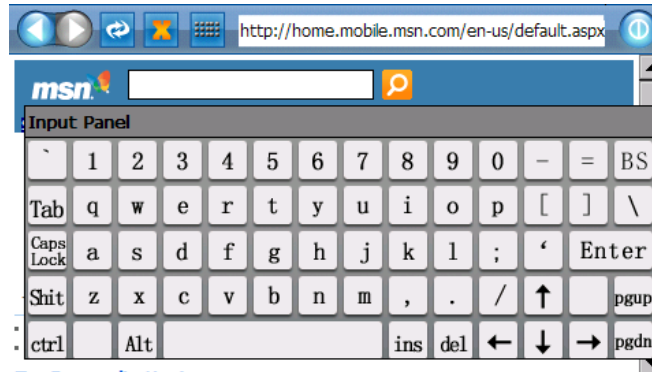 http://home.mobile.msn.com/en-us/default.aspx
msn
Input Panel
` 1 2 3 4 5 6 7 8 9 0 - = BS
Tab q w e r t y u i o p [ ] \
Caps Lock a s d f g h j k l ; ‘ Enter
Shit z x c v b n m , . / ↑ pgup
ctrl Alt ins del ← ↓ → pgdn